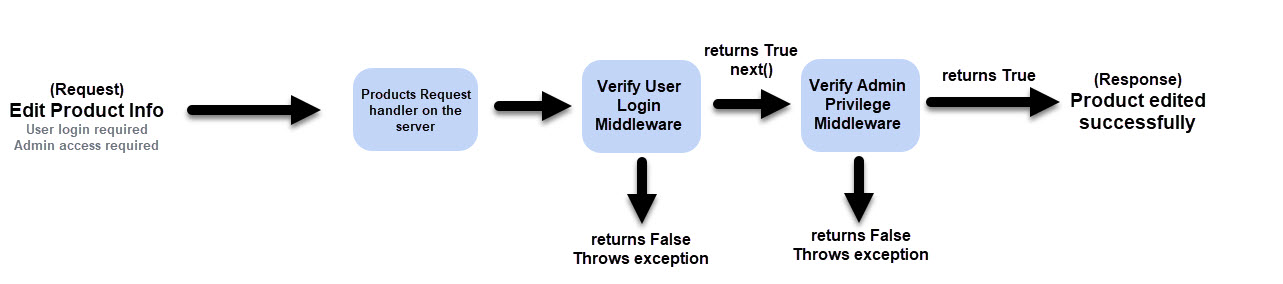 (Request)
Edit Product Info
User login required
Admin access required
Products Request
handler on the
server
Verify User
Login
Middleware
returns False
Throws exception
returns True
next()
Verify Admin
Privilege
Middleware
returns False
Throws exception
returns True
(Response)
Product edited
successfully